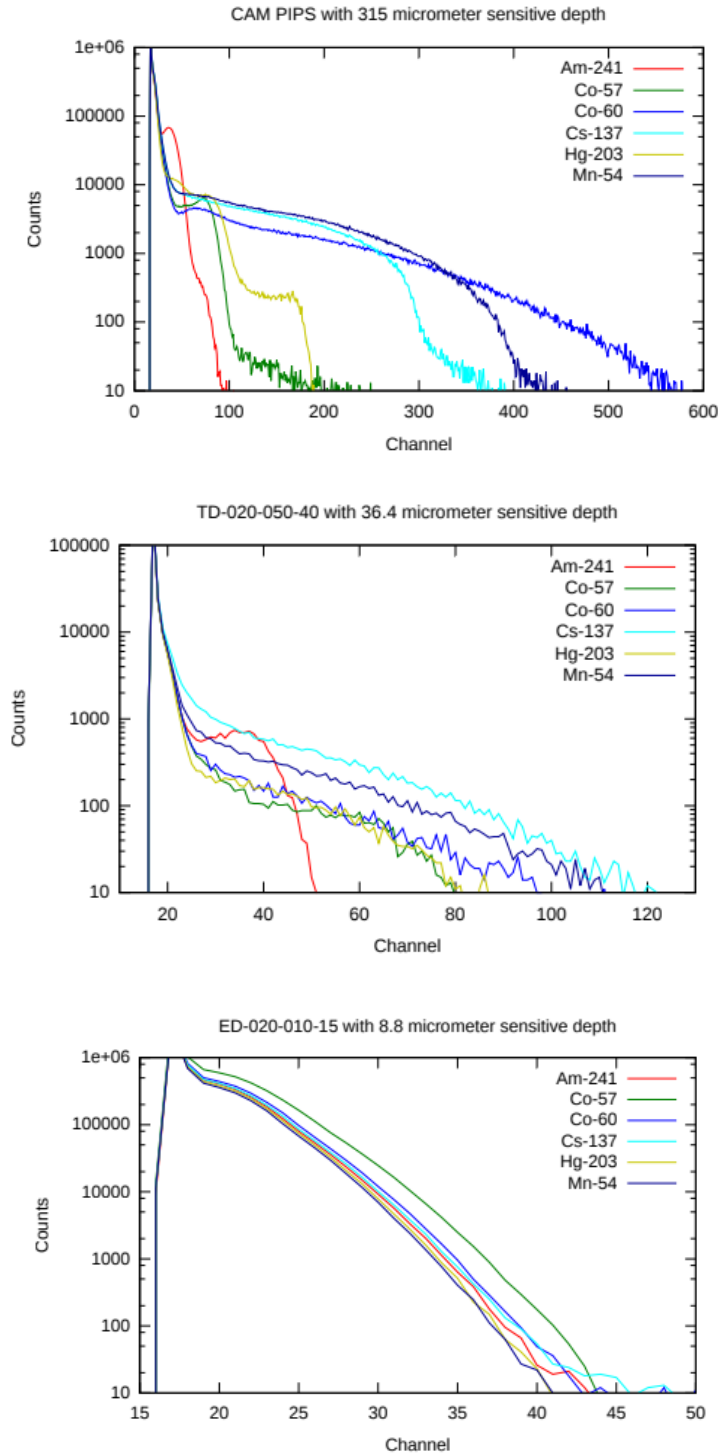 CAM PIPS with 315 micrometer sensitive depth
1e+06
100000
10000
1000
100
10
Counts
Am-241
Co-57
Co-60
Cs-137
Hg-203
Mn-54
0 100 200 300 400 500 600
Channel
TD-020-050-40 with 36.4 micrometer sensitive depth
100000
10000
1000
100
10
Counts
Am-241
Co-57
Co-60
Cs-137
Hg-203
Mn-54
20 40 60 80 100 120
Channel
ED-020-010-15 with 8.8 micrometer sensitive depth
1e+06
100000
10000
1000
100
10
Counts
Am-241
Co-57
Co-60
Cs-137
Hg-203
Mn-54
15 20 25 30 35 40 45 50
Channel